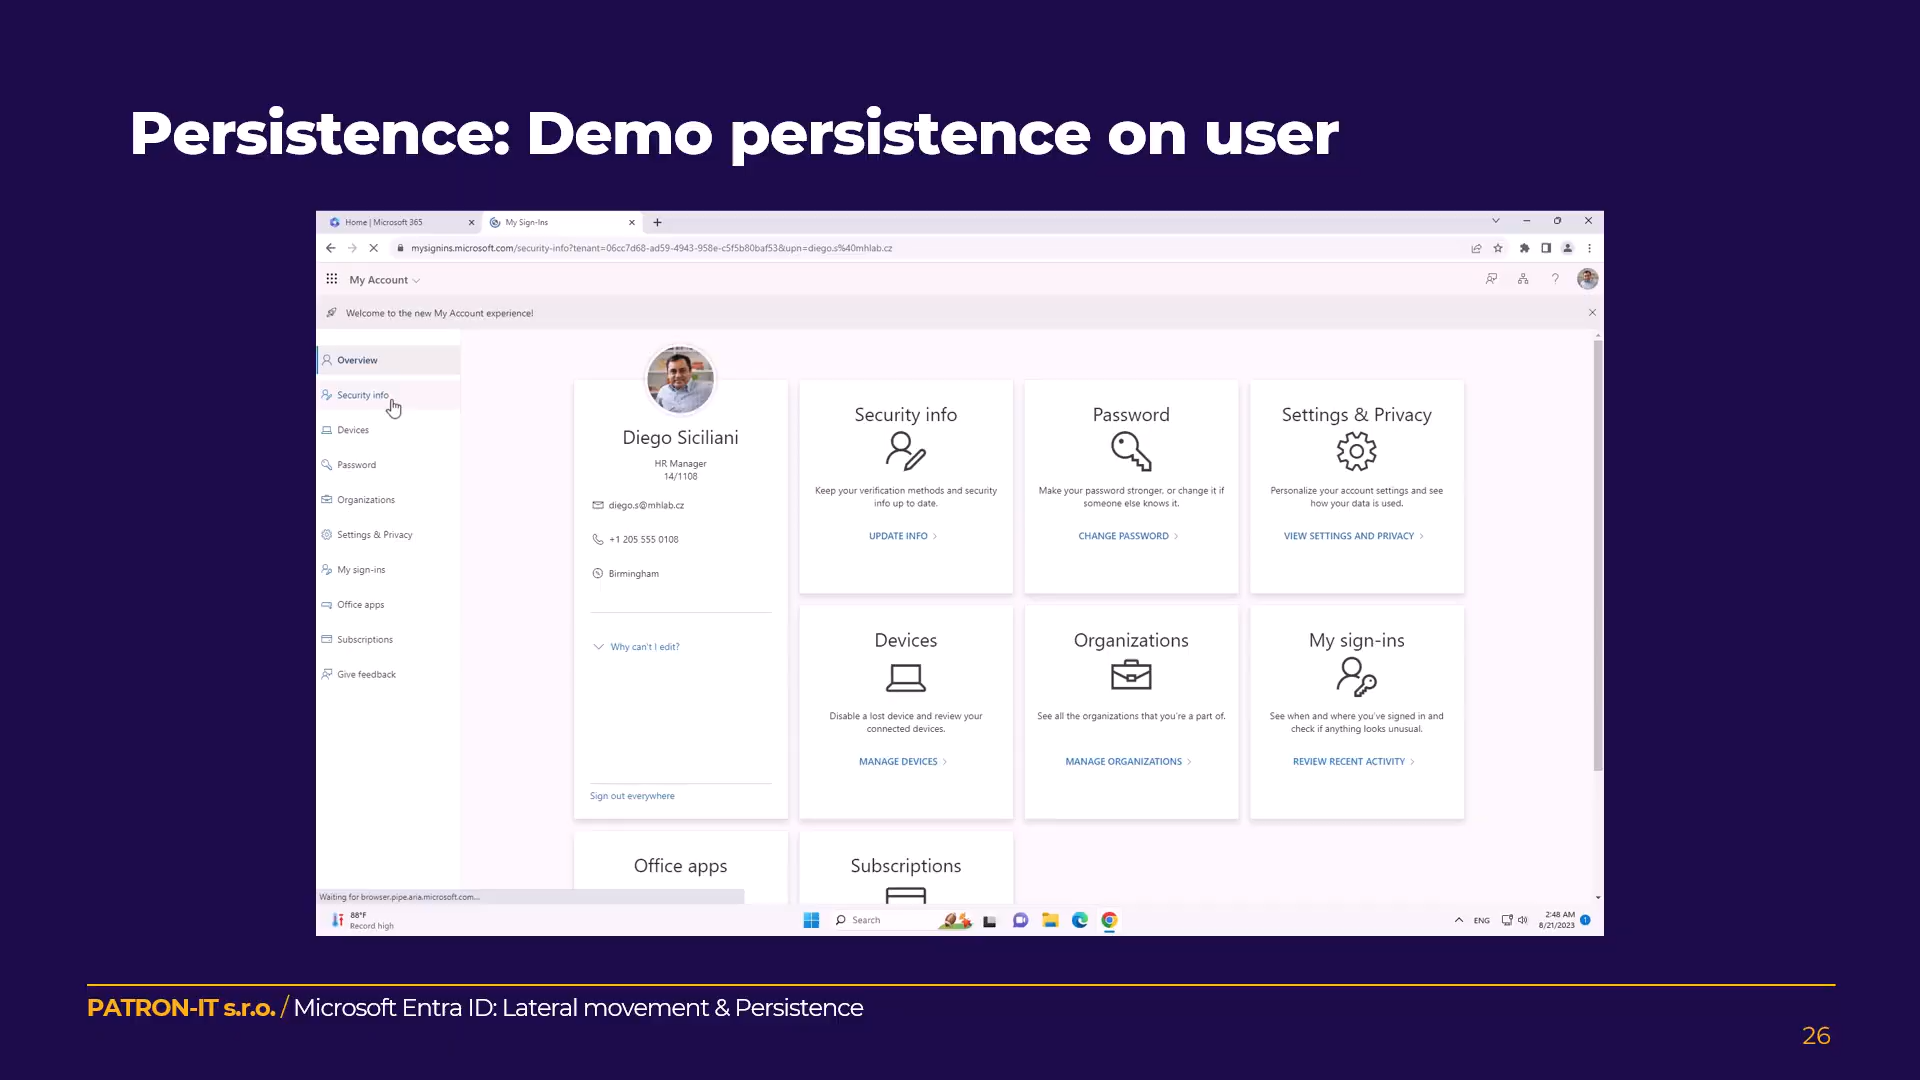 Persistence: Demo persistence on user
Home | Microsoft 365
My Sign-Ins
mysignins.microsoft.com/security-info?tenant=06cc7d68-ad59-4943-958e-c5f5b80baf53&upn=diego.s%40mhlab.cz
My Account
Welcome to the new My Account experience!
Overview
Security info
Devices
Password
Organizations
Settings & Privacy
My sign-ins
Office apps
Subscriptions
Give feedback
Diego Siciliani
HR Manager
14/1108
diego.s@mhlab.cz
+1 205 555 0108
Birmingham
Why can't I edit?
Sign out everywhere
Security info
Keep your verification methods and security
info up to date.
UPDATE INFO
Password
Make your password stronger, or change it if
someone else knows it.
CHANGE PASSWORD
Settings & Privacy
Personalize your account settings and see
how your data is used.
VIEW SETTINGS AND PRIVACY
Devices
Disable a lost device and review your
connected devices.
MANAGE DEVICES
Organizations
See all the organizations that you're a part of.
MANAGE ORGANIZATIONS
My sign-ins
See when and where you've signed in and
check if anything looks unusual.
REVIEW RECENT ACTIVITY
Office apps
Subscriptions
Waiting for browser.pipe.aria.microsoft.com...
88°F
Record high
Search
ENG
2:48 AM
8/21/2023
1
PATRON-IT s.r.o. / Microsoft Entra ID: Lateral movement & Persistence
26